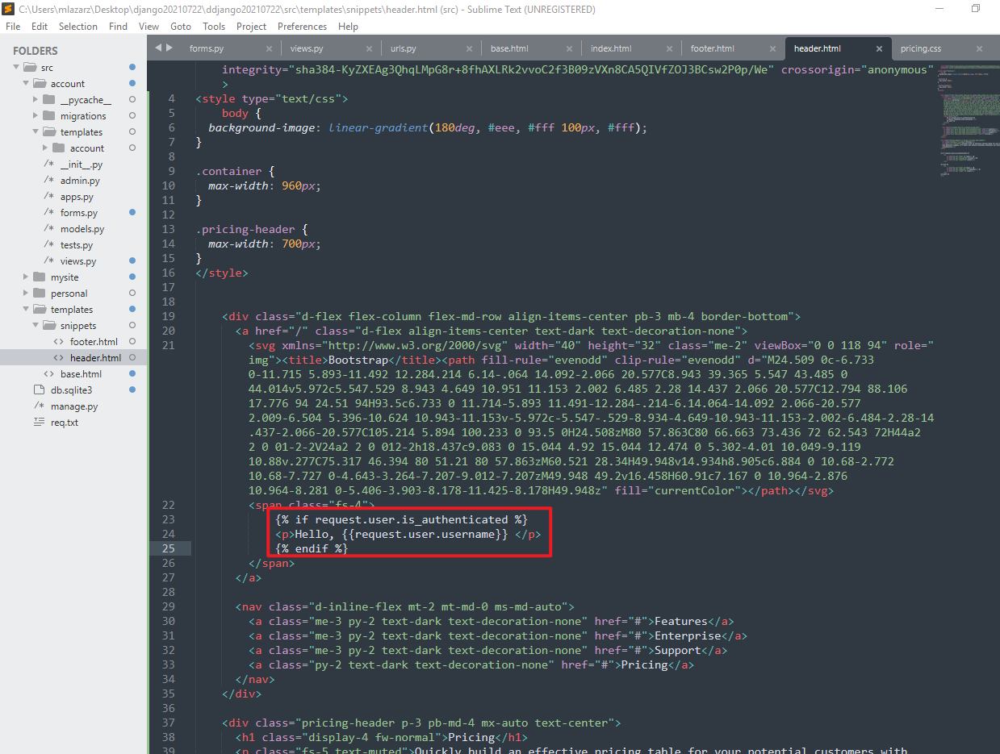 C:\Users\mlazarz\Desktop\django20210722\ddjango20210722\src\templates\snippets\header.html (src) - Sublime Text (UNREGISTERED)
File Edit Selection Find View Goto Tools Project Preferences Help
FOLDERS
src
account
__pycache__
migrations
templates
account
/* __init__.py
/* admin.py
/* apps.py
/* forms.py
/* models.py
/* tests.py
/* views.py
mysite
personal
templates
snippets
<> footer.html
<> header.html
<> base.html
db.sqlite3
/* manage.py
req.txt
forms.py × views.py × urls.py × base.html × index.html × footer.html × header.html × pricing.css ×
integrity="sha384-KyZXEAg3QhqLMpG8r+8fhAXLRk2vvoC2f3B09zVXn8CA5QIVfZOJ3BCsw2P0p/We" crossorigin="anonymous"
>
4 <style type="text/css">
5 body {
6 background-image: linear-gradient(180deg, #eee, #fff 100px, #fff);
7 }
8
9 .container {
10 max-width: 960px;
11 }
12
13 .pricing-header {
14 max-width: 700px;
15 }
16 </style>
17
18
19 <div class="d-flex flex-column flex-md-row align-items-center pb-3 mb-4 border-bottom">
20 <a href="/" class="d-flex align-items-center text-dark text-decoration-none">
21 <svg xmlns="http://www.w3.org/2000/svg" width="40" height="32" class="me-2" viewBox="0 0 118 94" role="
img"><title>Bootstrap</title><path fill-rule="evenodd" clip-rule="evenodd" d="M24.509 0c-6.733
0-11.715 5.893-11.492 12.284.214 6.14-.064 14.092-2.066 20.577C8.943 39.365 5.547 43.485 0
44.014v5.972c5.547.529 8.943 4.649 10.951 11.153 2.002 6.485 2.28 14.437 2.066 20.577C12.794 88.106
17.776 94 24.51 94H93.5c6.733 0 11.714-5.893 11.491-12.284-.214-6.14.064-14.092 2.066-20.577
2.009-6.504 5.396-10.624 10.943-11.153v-5.972c-5.547-.529-8.934-4.649-10.943-11.153-2.002-6.484-2.28-14
.437-2.066-20.577C105.214 5.894 100.233 0 93.5 0H24.508zM80 57.863C80 66.663 73.436 72 62.543 72H44a2
2 0 01-2-2V24a2 2 0 012-2h18.437c9.083 0 15.044 4.92 15.044 12.474 0 5.302-4.01 10.049-9.119
10.88v.277C75.317 46.394 80 51.21 80 57.863zM60.521 28.34H49.948v14.934h8.905c6.884 0 10.68-2.772
10.68-7.727 0-4.643-3.264-7.207-9.012-7.207zM49.948 49.2v16.458H60.91c7.167 0 10.964-2.876
10.964-8.281 0-5.406-3.903-8.178-11.425-8.178H49.948z" fill="currentColor"></path></svg>
22 <span class="fs-4">
23 {% if request.user.is_authenticated %}
24 <p>Hello, {{request.user.username}} </p>
25 {% endif %}
26 </span>
27 </a>
28
29 <nav class="d-inline-flex mt-2 mt-md-0 ms-md-auto">
30 <a class="me-3 py-2 text-dark text-decoration-none" href="#">Features</a>
31 <a class="me-3 py-2 text-dark text-decoration-none" href="#">Enterprise</a>
32 <a class="me-3 py-2 text-dark text-decoration-none" href="#">Support</a>
33 <a class="py-2 text-dark text-decoration-none" href="#">Pricing</a>
34 </nav>
35 </div>
36
37 <div class="pricing-header p-3 pb-md-4 mx-auto text-center">
38 <h1 class="display-4 fw-normal">Pricing</h1>
39 <p class="fs-5 text-muted">Quickly build an effective pricing table for your potential customers with